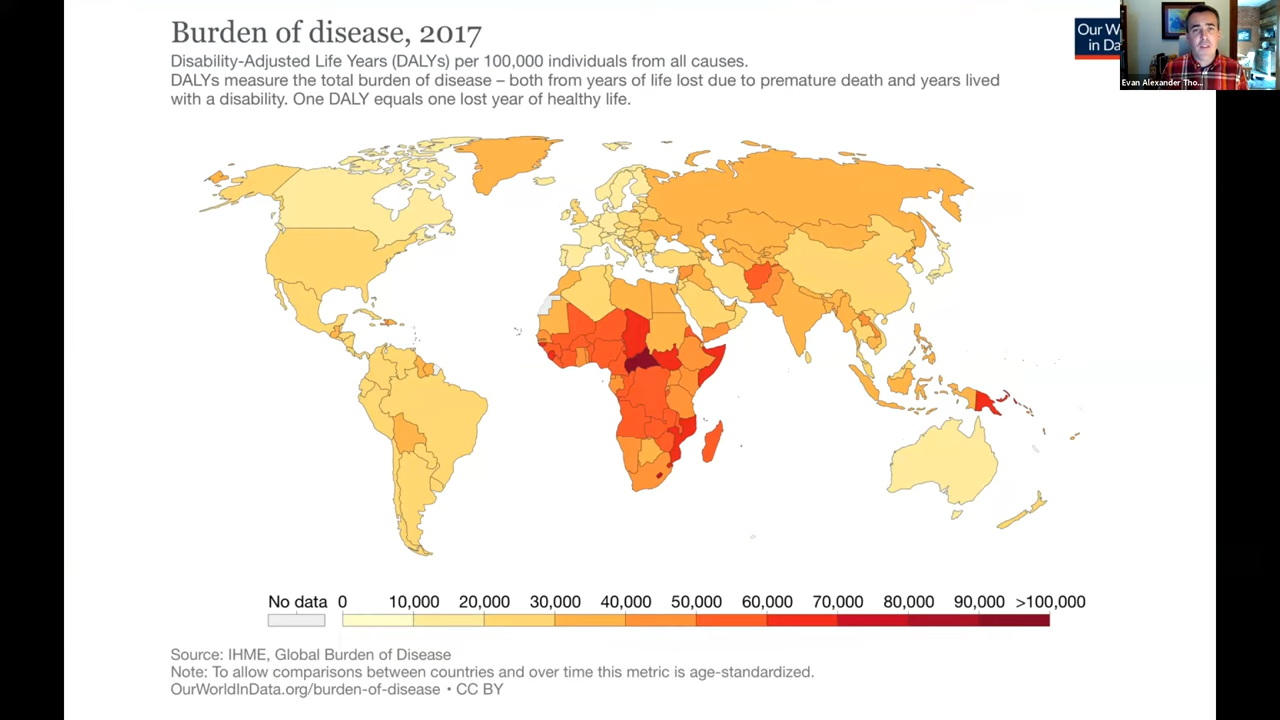 Burden of disease, 2017
Disability-Adjusted Life Years (DALYs) per 100,000 individuals from all causes.
DALYs measure the total burden of disease – both from years of life lost due to premature death and years lived
with a disability. One DALY equals one lost year of healthy life.
Our W
in Da
Evan Alexander Tho...
No data 0 10,000 20,000 30,000 40,000 50,000 60,000 70,000 80,000 90,000 >100,000
Source: IHME, Global Burden of Disease
Note: To allow comparisons between countries and over time this metric is age-standardized.
OurWorldInData.org/burden-of-disease • CC BY